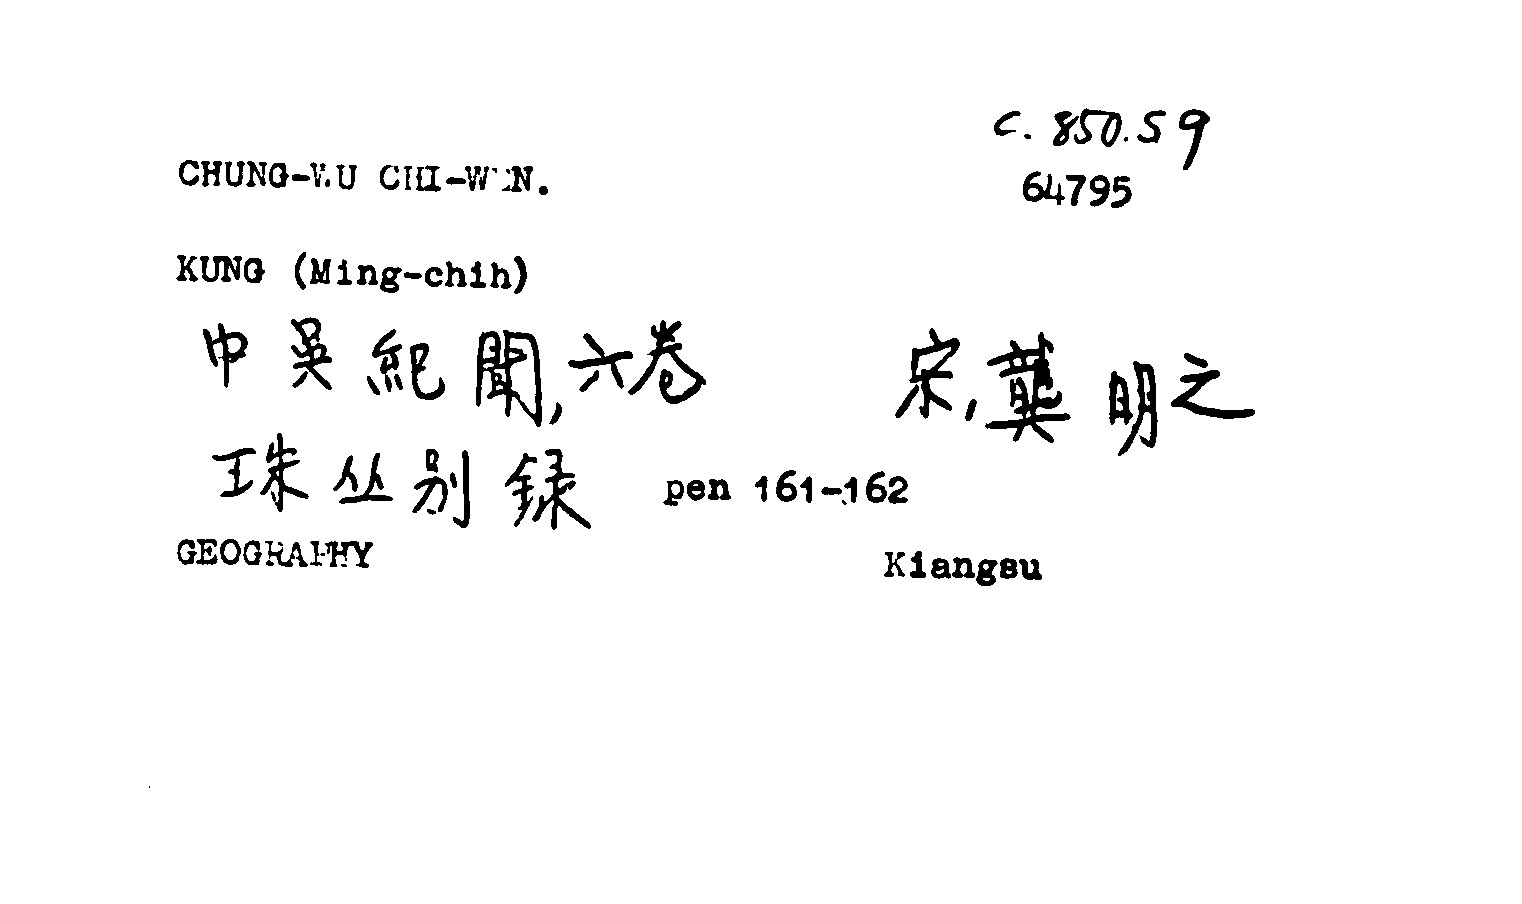 c. 850.59
CHUNG-WU CHI-WEN.
64795
KUNG (Ming-chih)
中吳紀聞,六卷 宋,龔明之
珠丛别録 pen 161-162
GEOGRAPHY Kiangsu